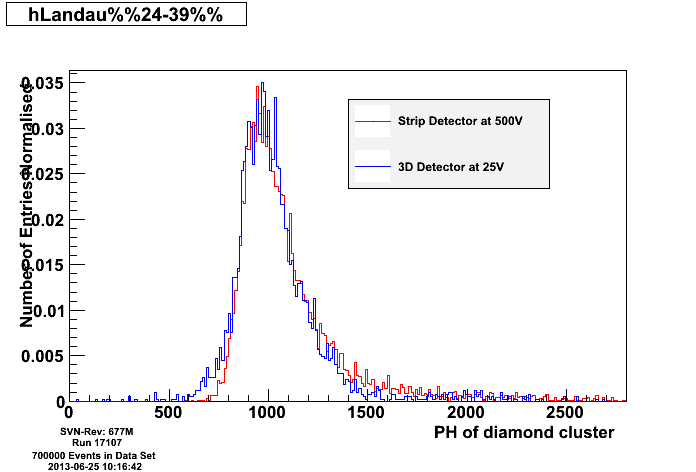 hLandau%%24-39%%
Number of Entries Normalised
0.035
0.03
0.025
0.02
0.015
0.01
0.005
0
Strip Detector at 500V
3D Detector at 25V
0 500 1000 1500 2000 2500
PH of diamond cluster
SVN-Rev: 677M
Run 17107
700000 Events in Data Set
2013-06-25 10:16:42